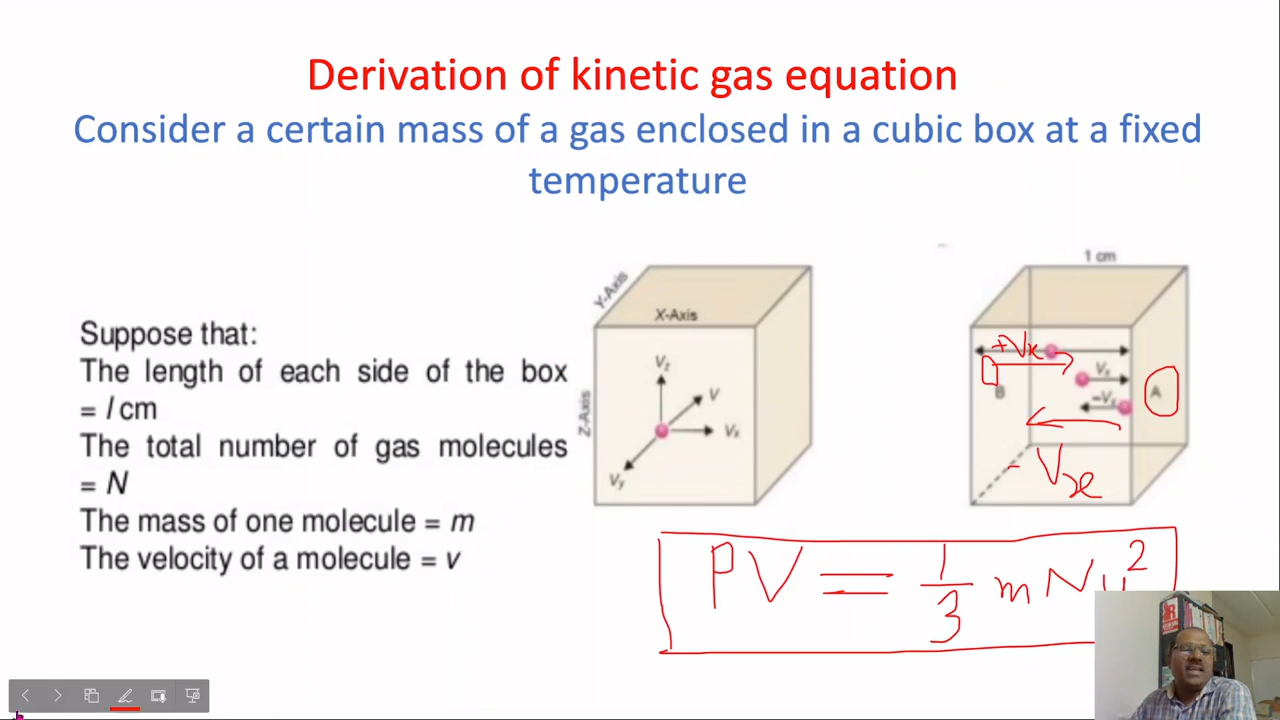 Derivation of kinetic gas equation
Consider a certain mass of a gas enclosed in a cubic box at a fixed
temperature
Suppose that:
The length of each side of the box
= l cm
The total number of gas molecules
= N
The mass of one molecule = m
The velocity of a molecule = v
Y-Axis
X-Axis
Z-Axis
Vz
V
Vx
Vy
1 cm
+Vx
B
Vx
A
-Vx
- Vx
PV = 1/3 mNu²